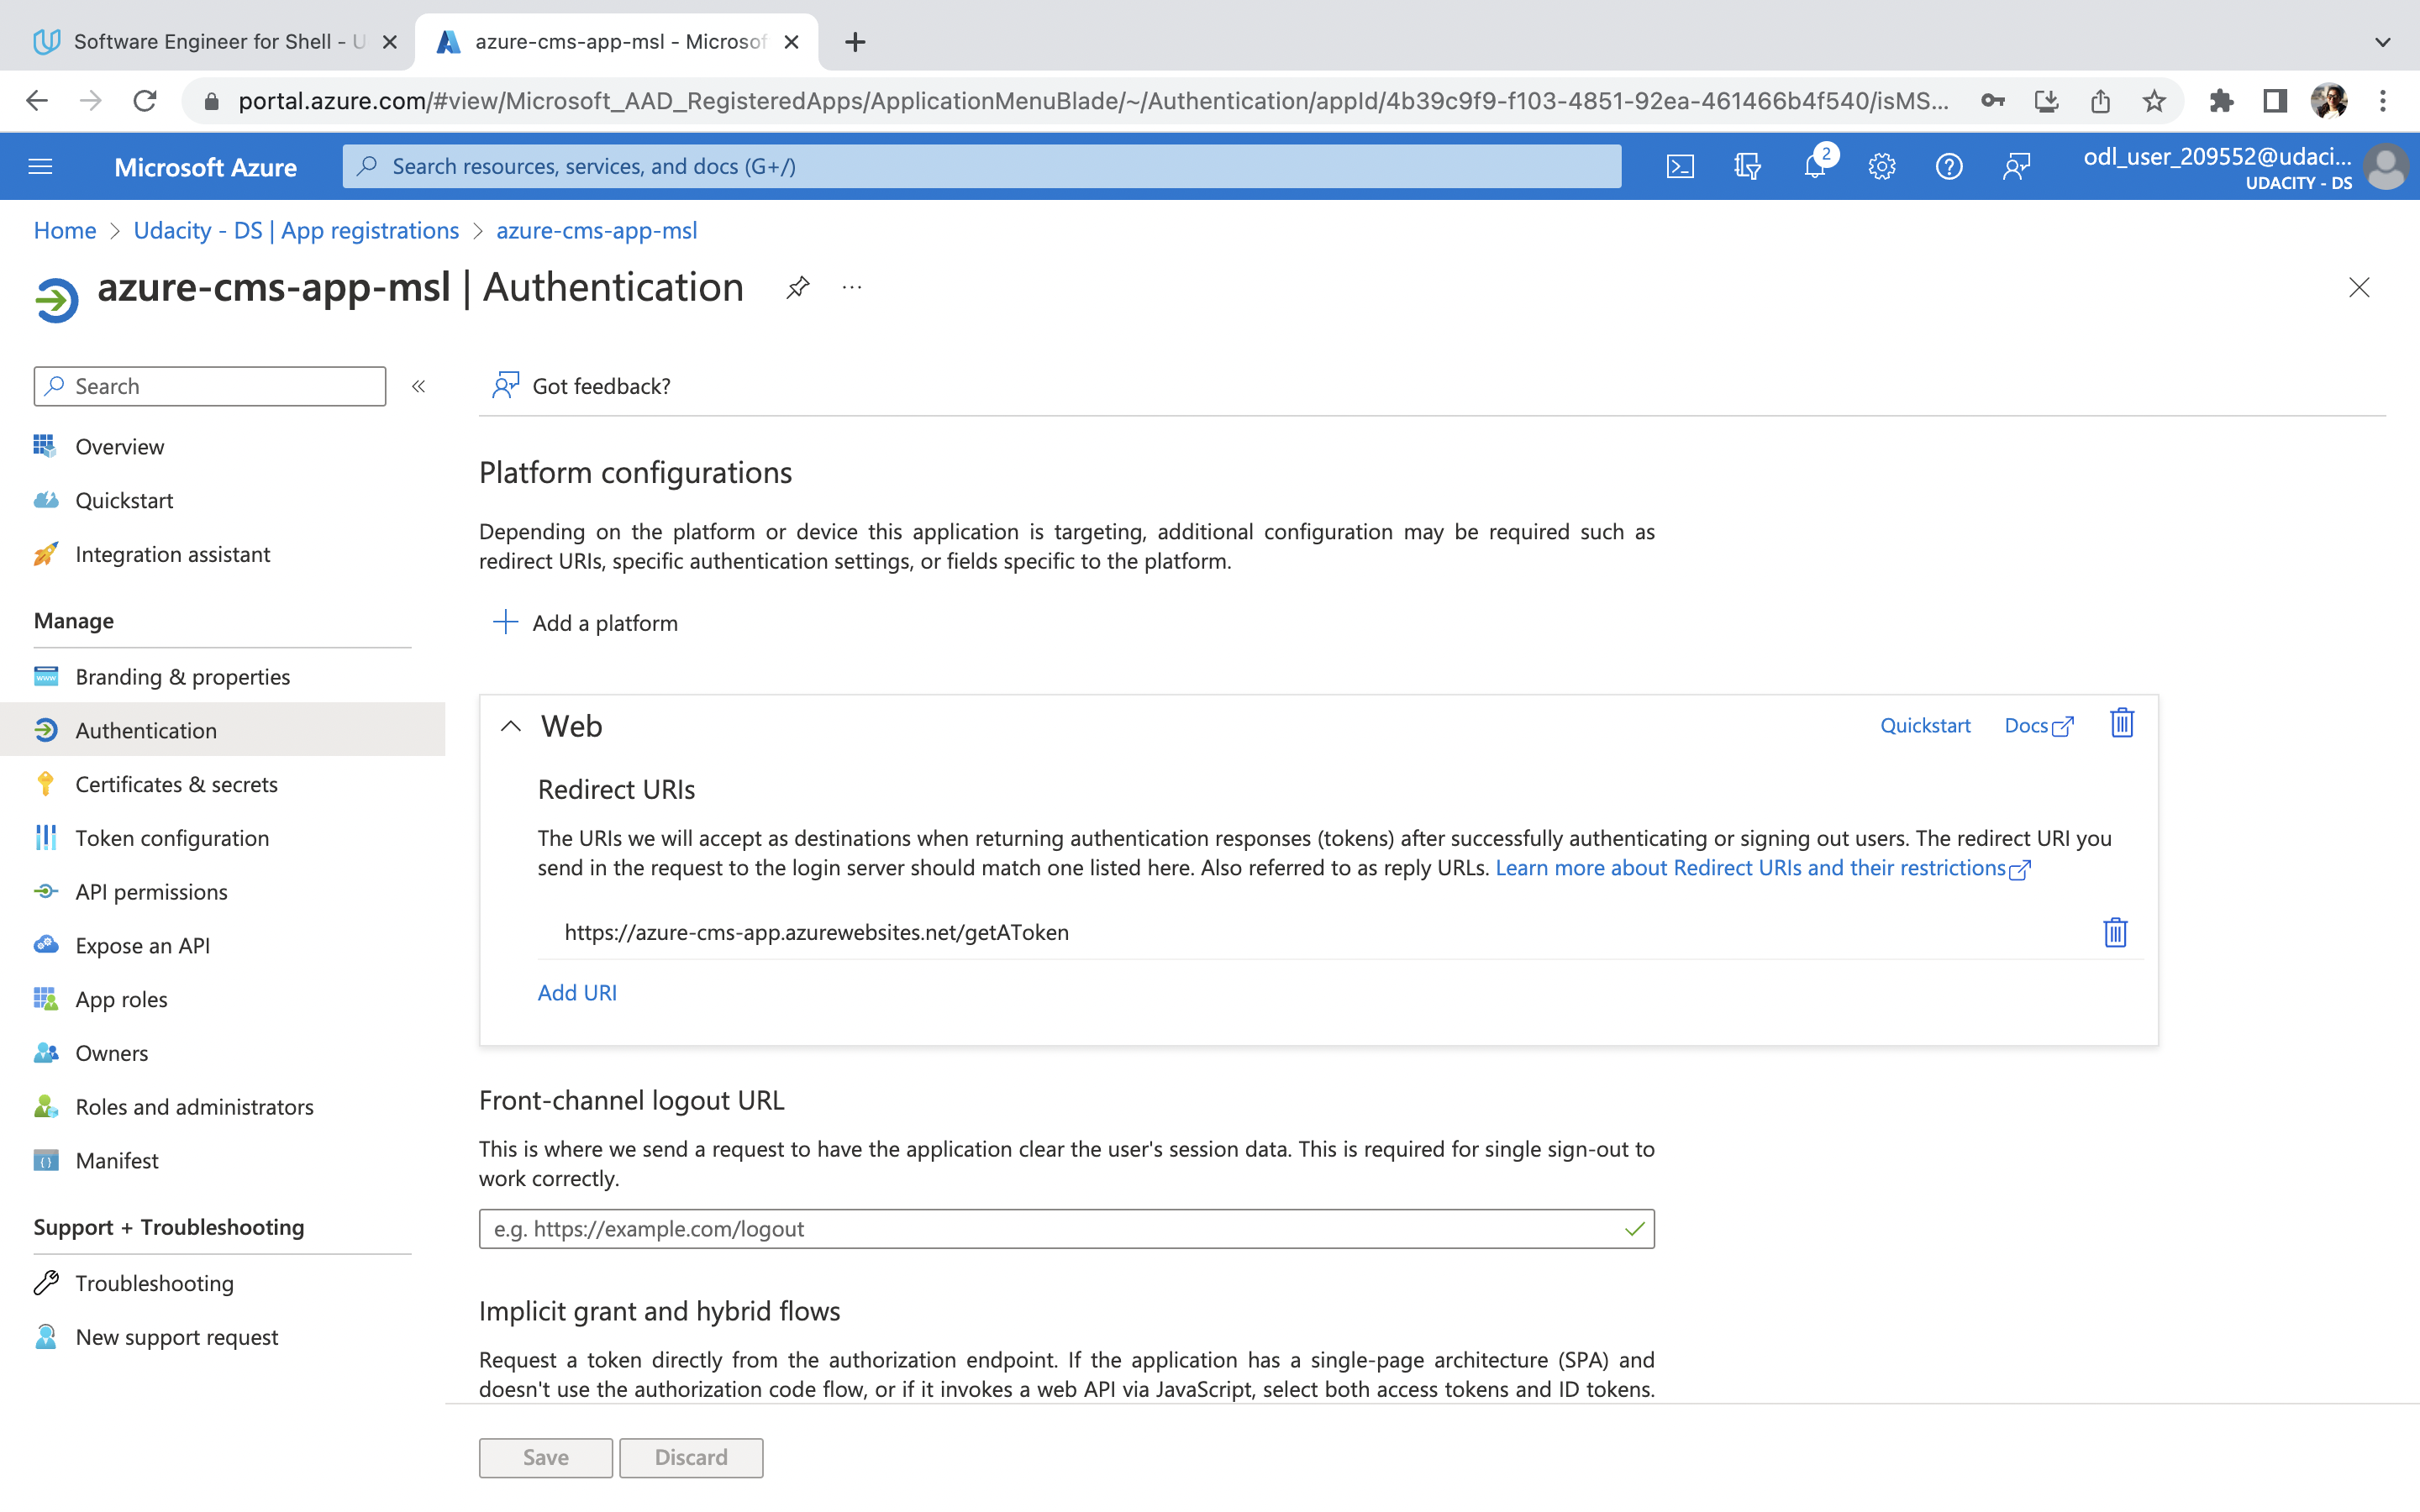 Software Engineer for Shell - U
azure-cms-app-msl - Microsof
portal.azure.com/#view/Microsoft_AAD_RegisteredApps/ApplicationMenuBlade/~/Authentication/appId/4b39c9f9-f103-4851-92ea-461466b4f540/isMS...
Microsoft Azure
Search resources, services, and docs (G+/)
2
odl_user_209552@udaci...
UDACITY - DS
Home > Udacity - DS | App registrations > azure-cms-app-msl
azure-cms-app-msl | Authentication
Search
Got feedback?
Overview
Quickstart
Integration assistant
Manage
Branding & properties
Authentication
Certificates & secrets
Token configuration
API permissions
Expose an API
App roles
Owners
Roles and administrators
Manifest
Support + Troubleshooting
Troubleshooting
New support request
Platform configurations
Depending on the platform or device this application is targeting, additional configuration may be required such as
redirect URIs, specific authentication settings, or fields specific to the platform.
Add a platform
Web
Quickstart
Docs
Redirect URIs
The URIs we will accept as destinations when returning authentication responses (tokens) after successfully authenticating or signing out users. The redirect URI you
send in the request to the login server should match one listed here. Also referred to as reply URLs. Learn more about Redirect URIs and their restrictions
https://azure-cms-app.azurewebsites.net/getAToken
Add URI
Front-channel logout URL
This is where we send a request to have the application clear the user's session data. This is required for single sign-out to
work correctly.
e.g. https://example.com/logout
Implicit grant and hybrid flows
Request a token directly from the authorization endpoint. If the application has a single-page architecture (SPA) and
doesn't use the authorization code flow, or if it invokes a web API via JavaScript, select both access tokens and ID tokens.
Save
Discard